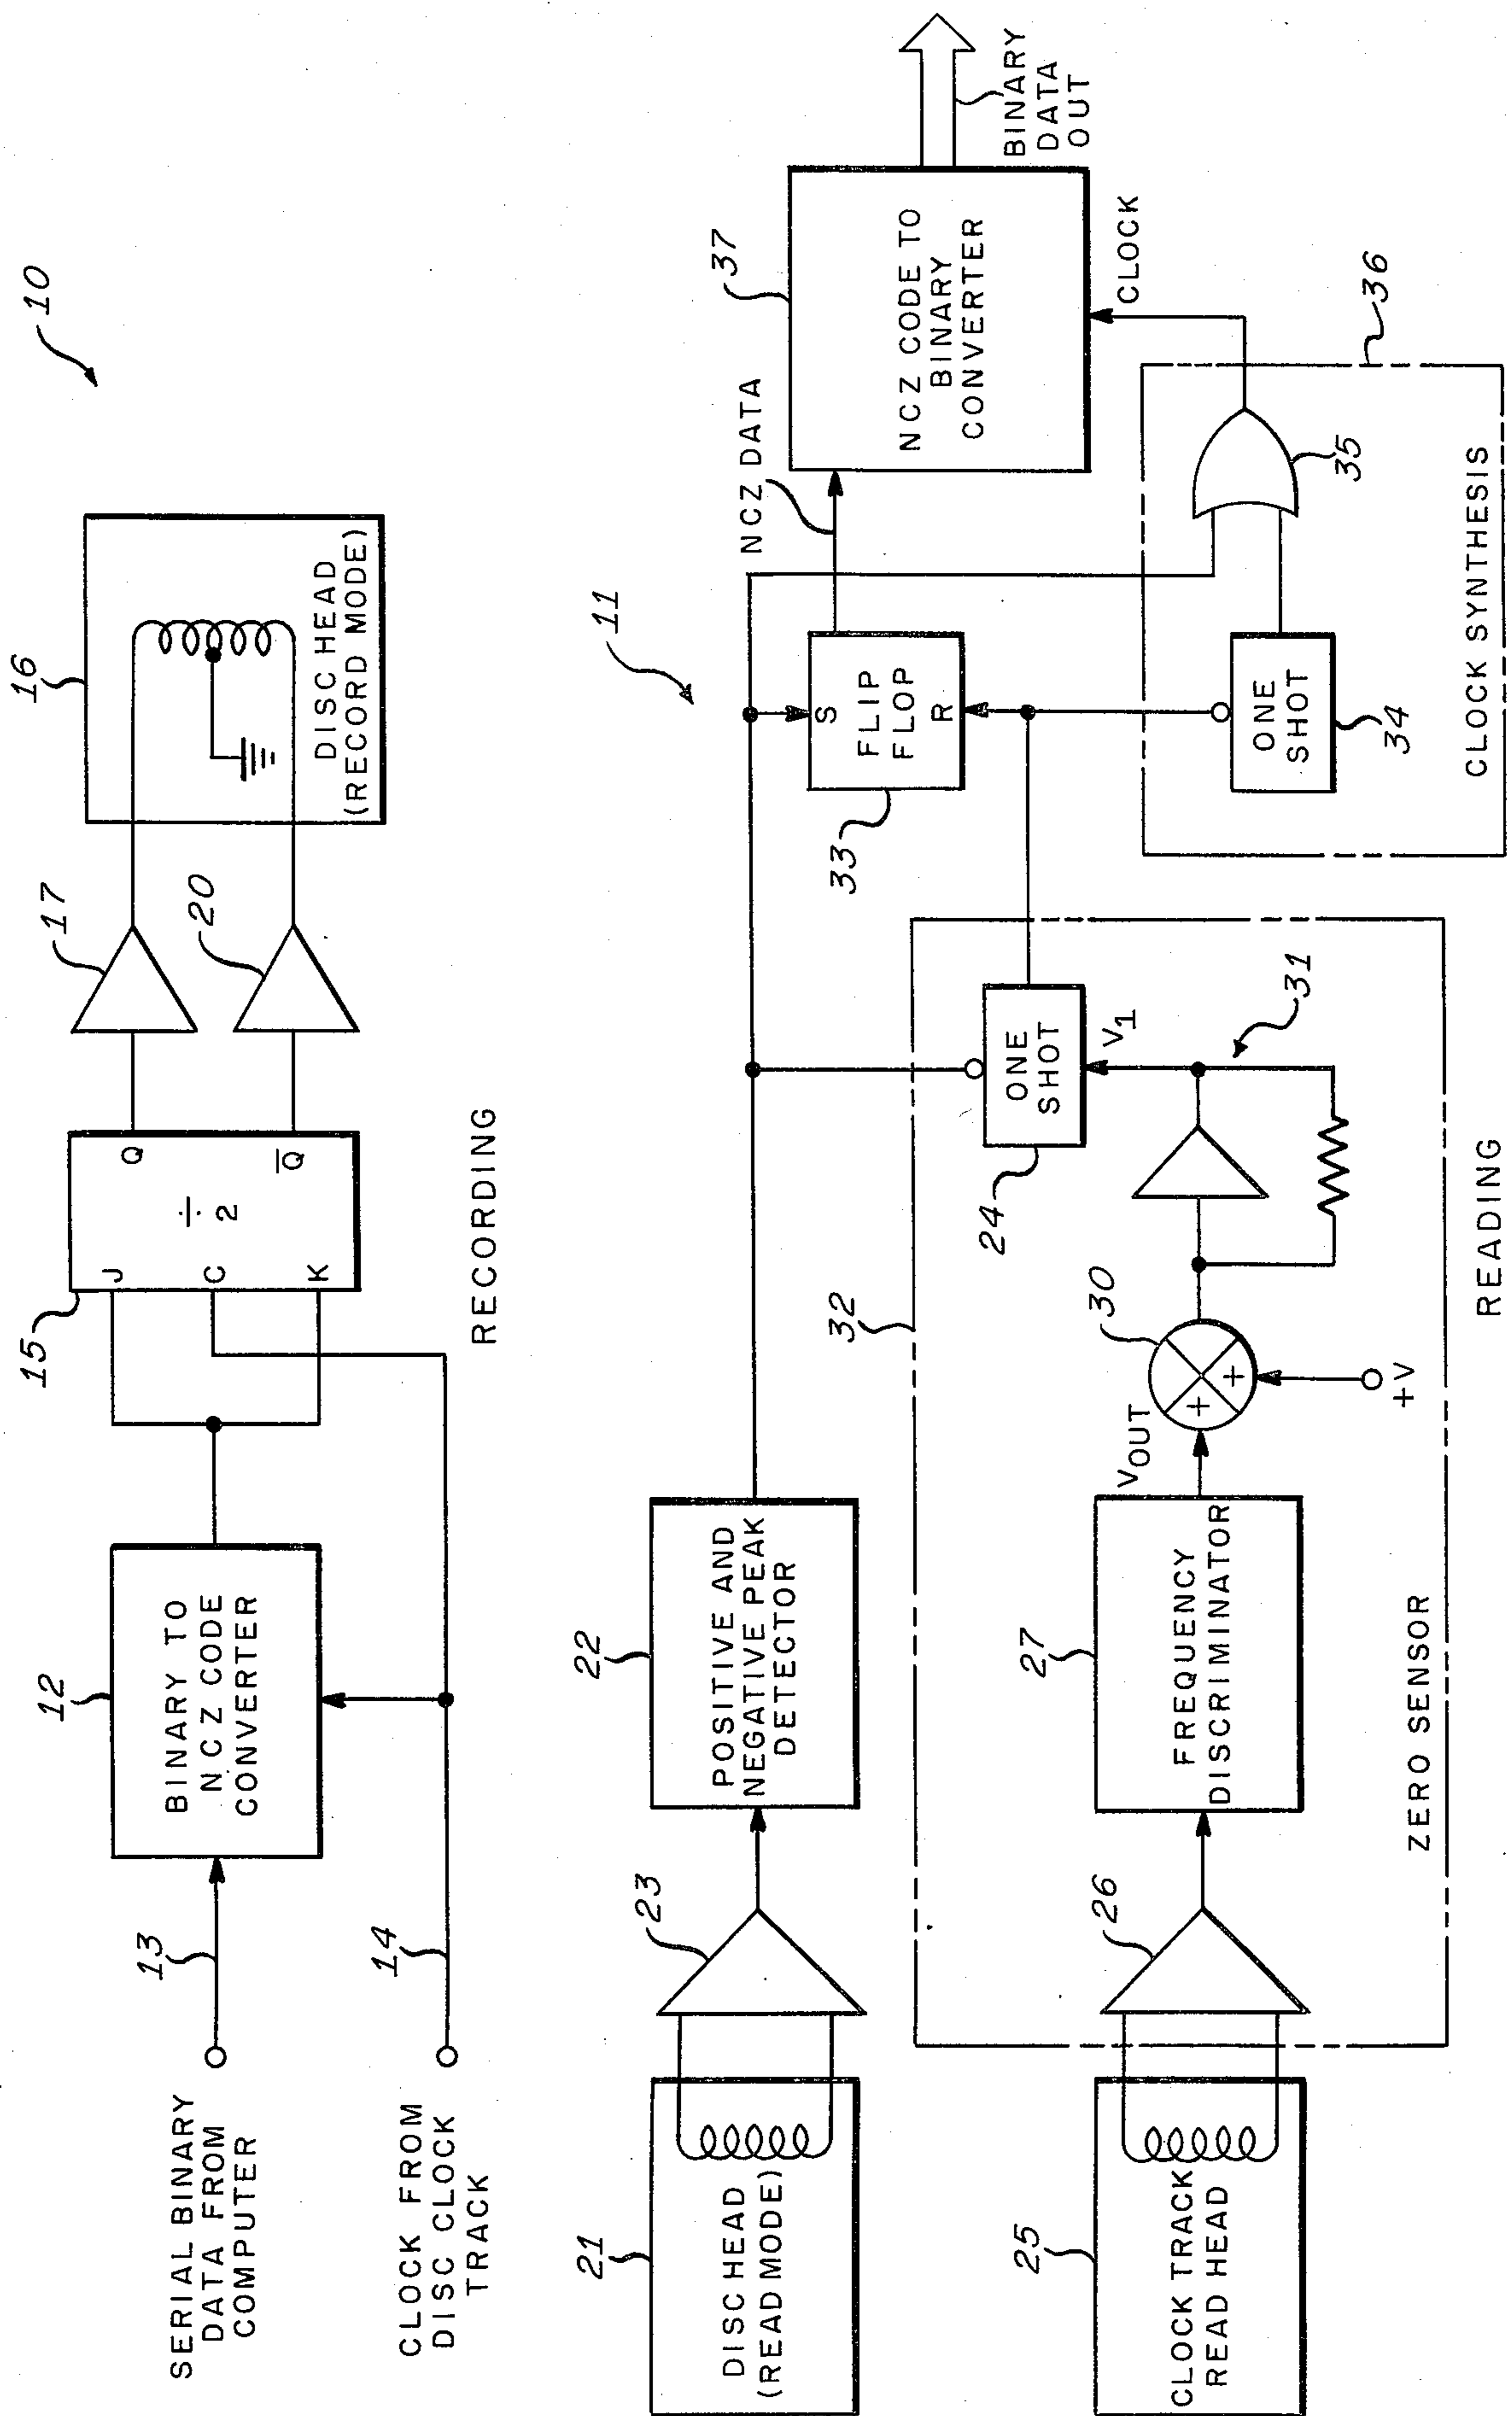 10
SERIAL BINARY
DATA FROM
COMPUTER
13
12
BINARY TO
NCZ CODE
CONVERTER
15
J
C
K
÷
2
Q
Q̅
17
20
16
DISC HEAD
(RECORD MODE)
CLOCK FROM
DISC CLOCK
TRACK
14
RECORDING
11
21
DISC HEAD
(READ MODE)
23
22
POSITIVE AND
NEGATIVE PEAK
DETECTOR
33
S
FLIP
FLOP
R
NCZ DATA
37
NCZ CODE TO
BINARY
CONVERTER
BINARY
DATA
OUT
CLOCK
32
24
ONE
SHOT
V1
25
CLOCK TRACK
READ HEAD
26
27
FREQUENCY
DISCRIMINATOR
VOUT
30
+
+
+V
31
ZERO SENSOR
ONE
SHOT
34
35
36
CLOCK SYNTHESIS
READING